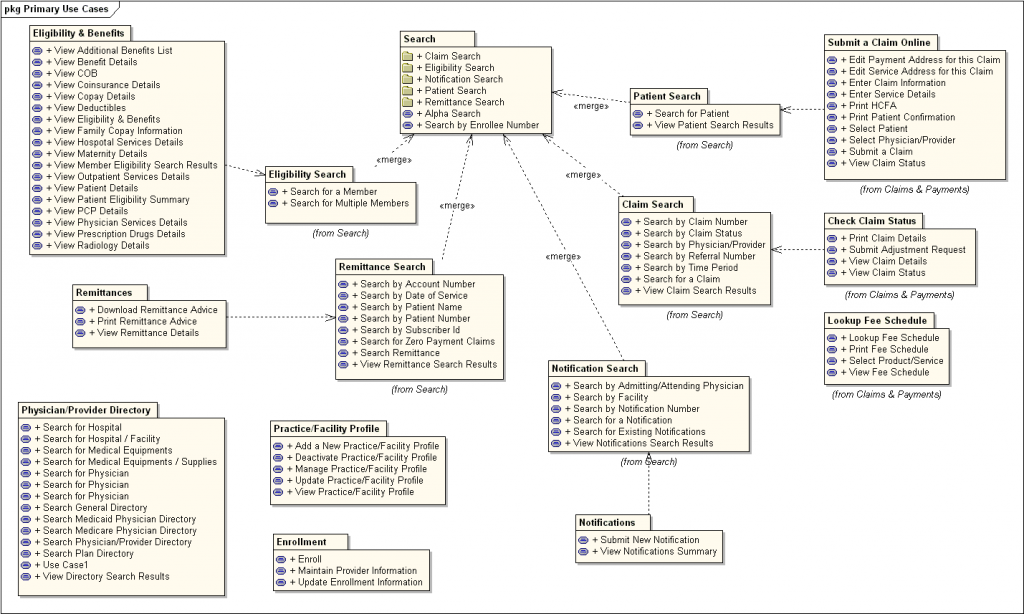 pkg Primary Use Cases
Eligibility & Benefits
+ View Additional Benefits List
+ View Benefit Details
+ View COB
+ View Coinsurance Details
+ View Copay Details
+ View Deductibles
+ View Eligibility & Benefits
+ View Family Copay Information
+ View Hospotal Services Details
+ View Maternity Details
+ View Member Eligibility Search Results
+ View Outpatient Services Details
+ View Patient Details
+ View Patient Eligibility Summary
+ View PCP Details
+ View Physician Services Details
+ View Prescription Drugs Details
+ View Radiology Details
Search
+ Claim Search
+ Eligibility Search
+ Notification Search
+ Patient Search
+ Remittance Search
+ Alpha Search
+ Search by Enrollee Number
«merge»
Patient Search
+ Search for Patient
+ View Patient Search Results
(from Search)
Submit a Claim Online
+ Edit Payment Address for this Claim
+ Edit Service Address for this Claim
+ Enter Claim Information
+ Enter Service Details
+ Print HCFA
+ Print Patient Confirmation
+ Select Patient
+ Select Physician/Provider
+ Submit a Claim
+ View Claim Status
(from Claims & Payments)
«merge»
Eligibility Search
+ Search for a Member
+ Search for Multiple Members
(from Search)
«merge»
«merge»
«merge»
Claim Search
+ Search by Claim Number
+ Search by Claim Status
+ Search by Physician/Provider
+ Search by Referral Number
+ Search by Time Period
+ Search for a Claim
+ View Claim Search Results
(from Search)
Check Claim Status
+ Print Claim Details
+ Submit Adjustment Request
+ View Claim Details
+ View Claim Status
(from Claims & Payments)
Remittance Search
+ Search by Account Number
+ Search by Date of Service
+ Search by Patient Name
+ Search by Patient Number
+ Search by Subscriber Id
+ Search for Zero Payment Claims
+ Search Remittance
+ View Remittance Search Results
(from Search)
Remittances
+ Download Remittance Advice
+ Print Remittance Advice
+ View Remittance Details
Lookup Fee Schedule
+ Lookup Fee Schedule
+ Print Fee Schedule
+ Select Product/Service
+ View Fee Schedule
(from Claims & Payments)
Notification Search
+ Search by Admitting/Attending Physician
+ Search by Facility
+ Search by Notification Number
+ Search for a Notification
+ Search for Existing Notifications
+ View Notifications Search Results
(from Search)
Physician/Provider Directory
+ Search for Hospital
+ Search for Hospital / Facility
+ Search for Medical Equipments
+ Search for Medical Equipments / Supplies
+ Search for Physician
+ Search for Physician
+ Search for Physician
+ Search General Directory
+ Search Medicaid Physician Directory
+ Search Medicare Physician Directory
+ Search Physician/Provider Directory
+ Search Plan Directory
+ Use Case1
+ View Directory Search Results
Practice/Facility Profile
+ Add a New Practice/Facility Profile
+ Deactivate Practice/Facility Profile
+ Manage Practice/Facility Profile
+ Update Practice/Facility Profile
+ View Practice/Facility Profile
Notifications
+ Submit New Notification
+ View Notifications Summary
Enrollment
+ Enroll
+ Maintain Provider Information
+ Update Enrollment Information